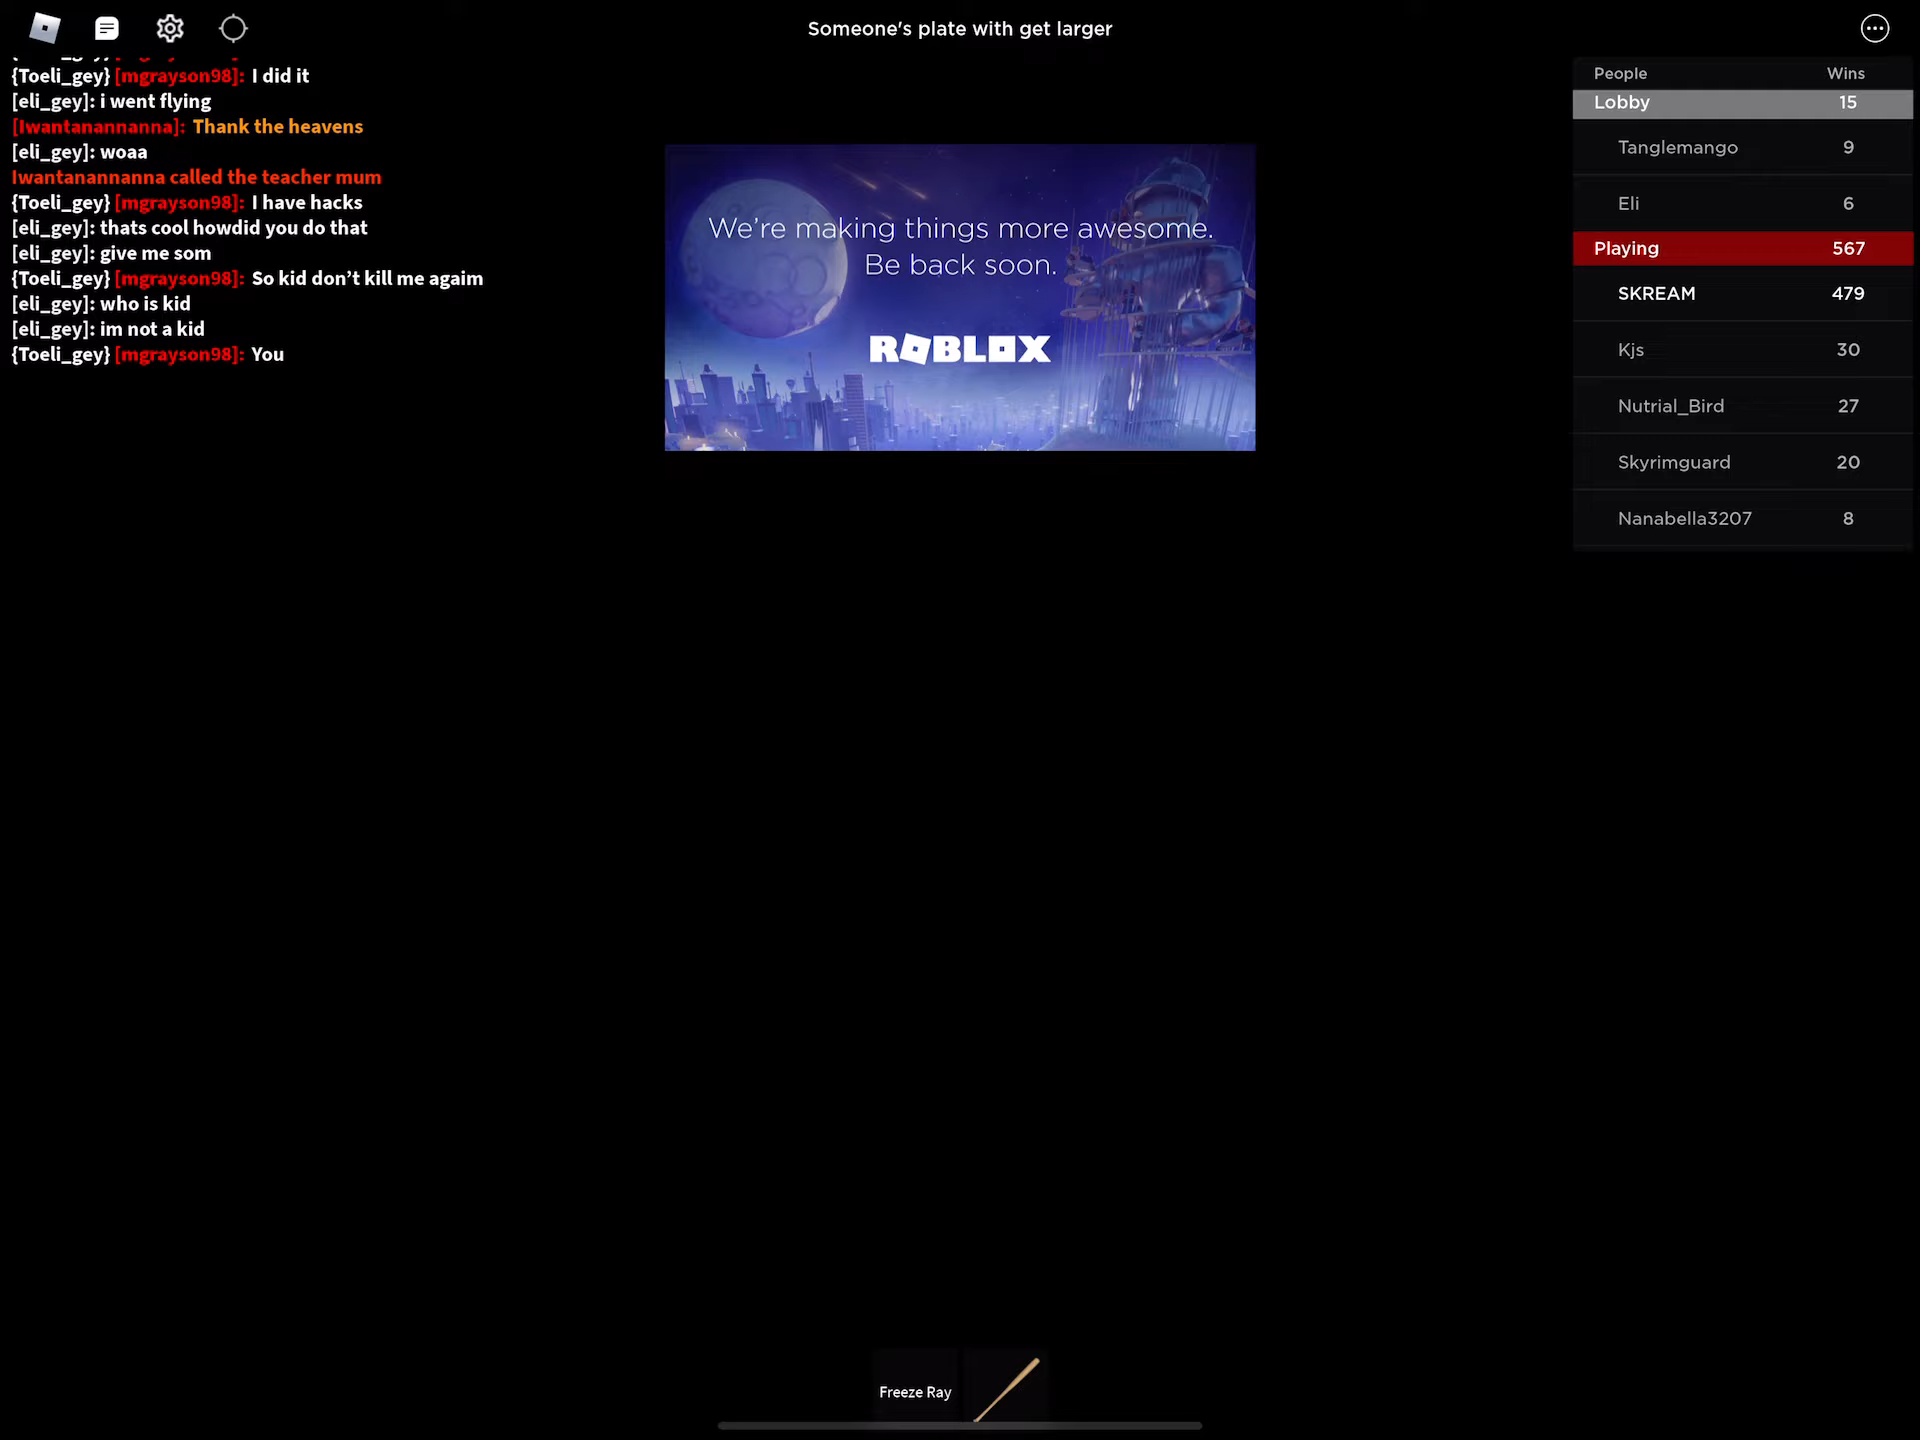 Someone's plate with get larger
{Toeli_gey} [mgrayson98]: I did it
[eli_gey]: i went flying
[Iwantanannanna]: Thank the heavens
[eli_gey]: woaa
Iwantanannanna called the teacher mum
{Toeli_gey} [mgrayson98]: I have hacks
[eli_gey]: thats cool howdid you do that
[eli_gey]: give me som
{Toeli_gey} [mgrayson98]: So kid don’t kill me agaim
[eli_gey]: who is kid
[eli_gey]: im not a kid
{Toeli_gey} [mgrayson98]: You
We’re making things more awesome.
Be back soon.
ROBLOX
People Wins
Lobby 15
Tanglemango 9
Eli 6
Playing 567
SKREAM 479
Kjs 30
Nutrial_Bird 27
Skyrimguard 20
Nanabella3207 8
Freeze Ray